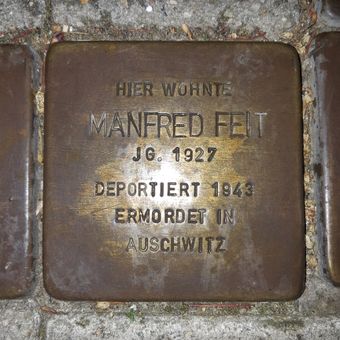 HIER WOHNTE
MANFRED FEIT
JG. 1927
DEPORTIERT 1943
ERMORDET IN
AUSCHWITZ